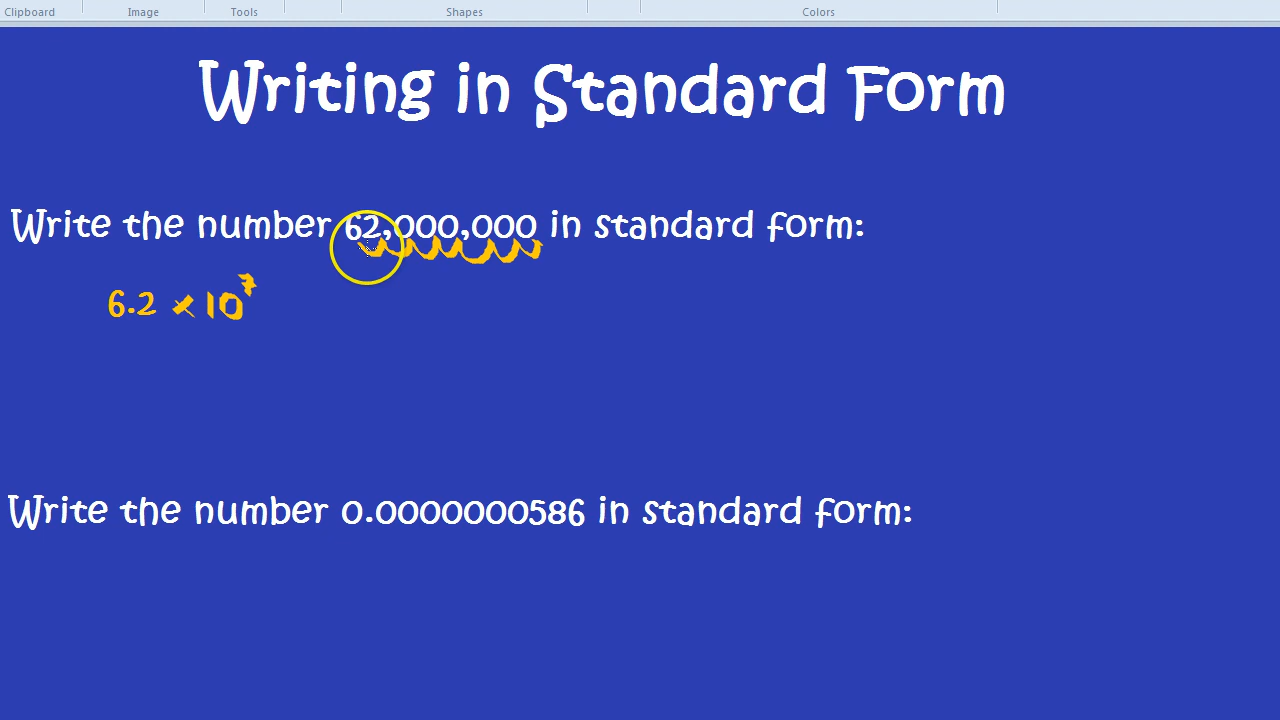 Clipboard Image Tools Shapes Colors
Writing in Standard Form
Write the number 62,000,000 in standard form:
6.2 × 10⁷
Write the number 0.0000000586 in standard form: